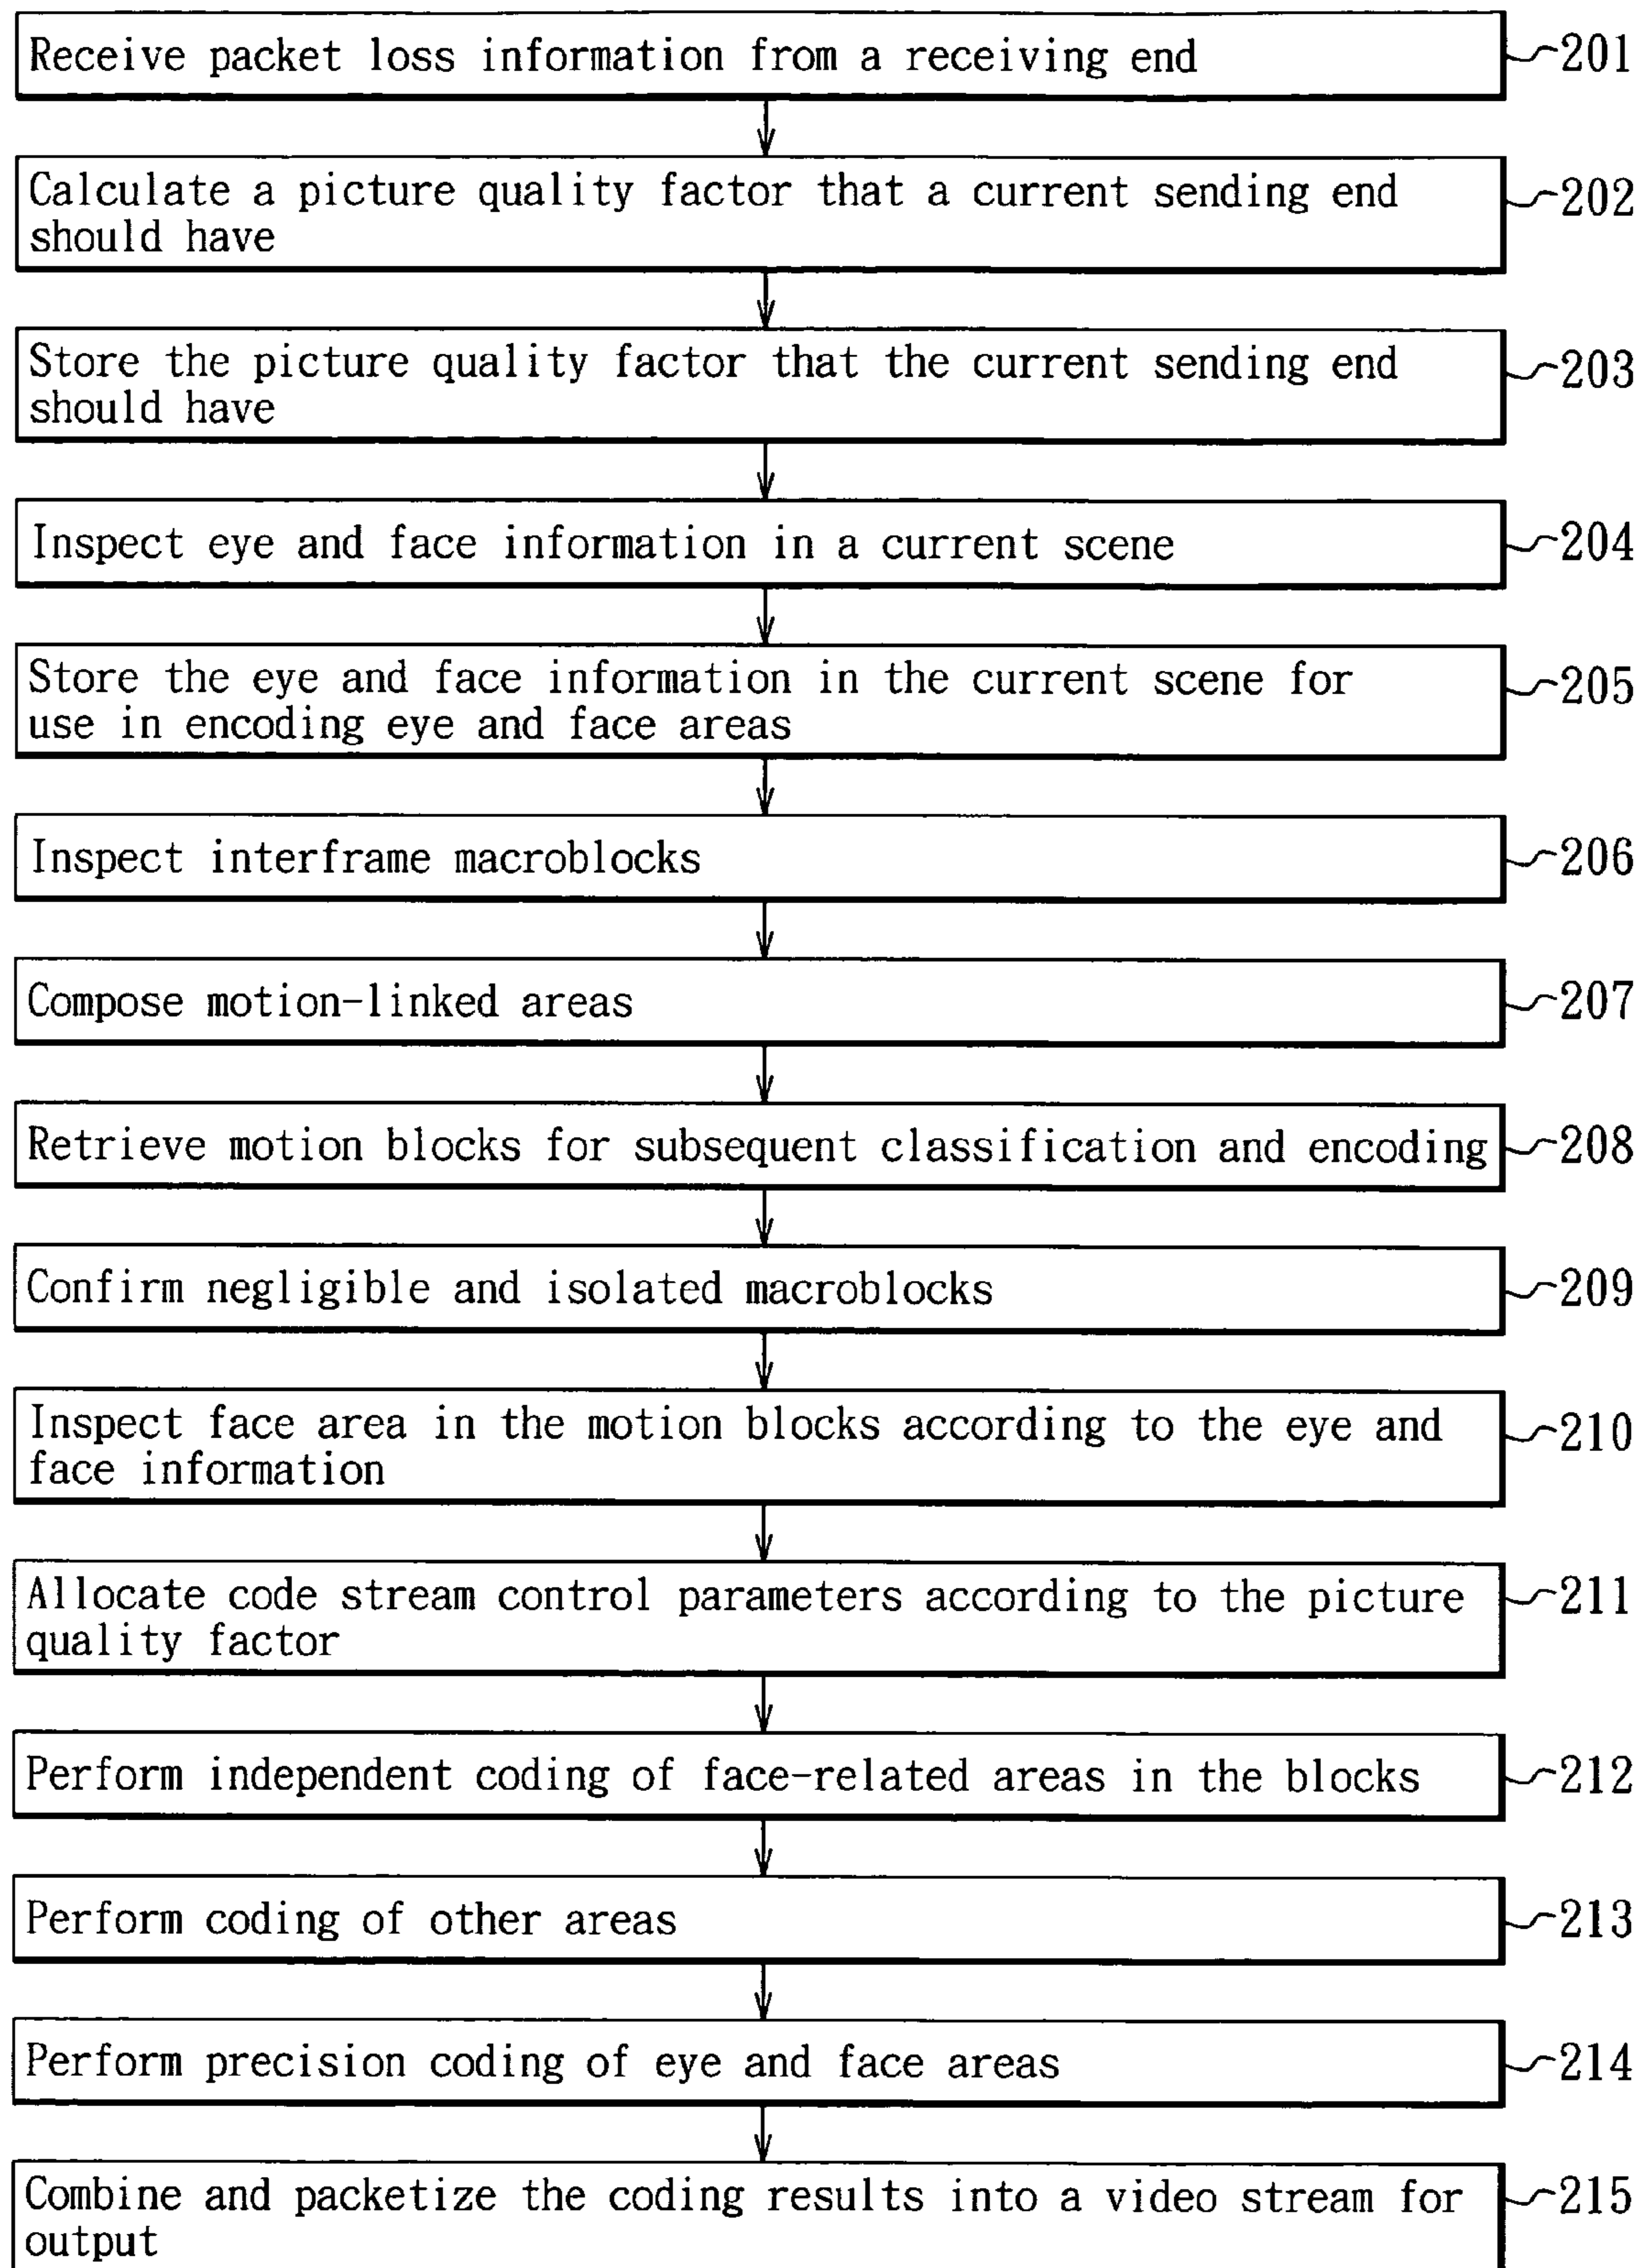 Receive packet loss information from a receiving end
201
Calculate a picture quality factor that a current sending end
should have
202
Store the picture quality factor that the current sending end
should have
203
Inspect eye and face information in a current scene
204
Store the eye and face information in the current scene for
use in encoding eye and face areas
205
Inspect interframe macroblocks
206
Compose motion-linked areas
207
Retrieve motion blocks for subsequent classification and encoding
208
Confirm negligible and isolated macroblocks
209
Inspect face area in the motion blocks according to the eye and
face information
210
Allocate code stream control parameters according to the picture
quality factor
211
Perform independent coding of face-related areas in the blocks
212
Perform coding of other areas
213
Perform precision coding of eye and face areas
214
Combine and packetize the coding results into a video stream for
output
215